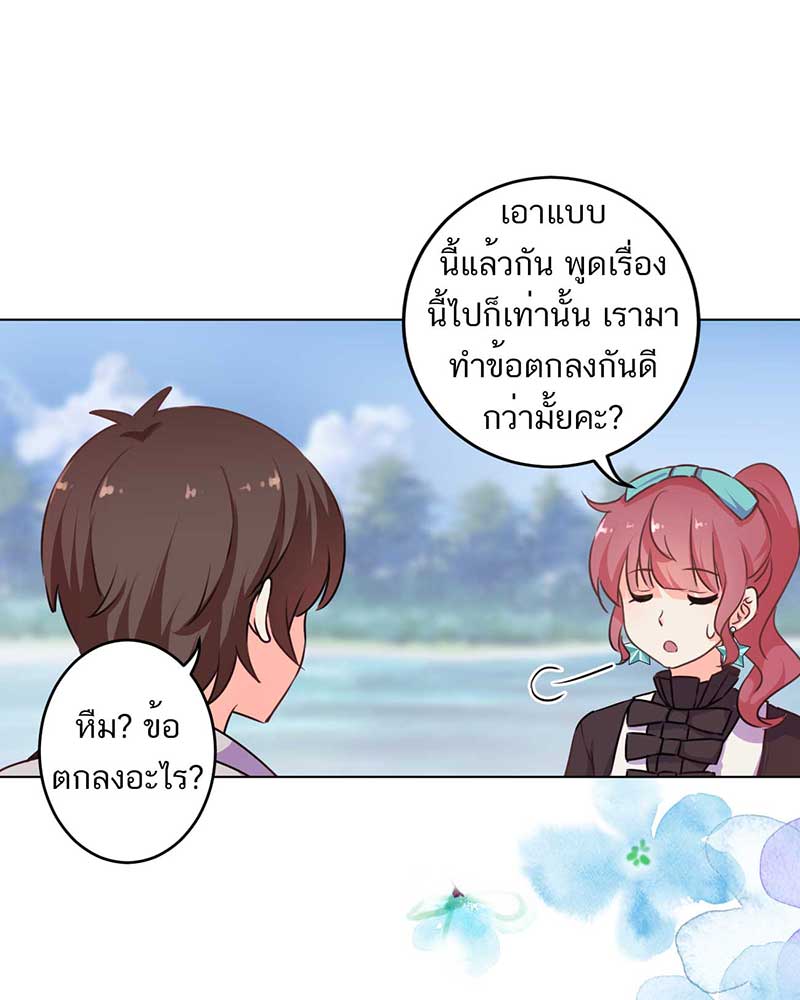 เอาแบบ
นี้แล้วกัน พูดเรื่อง
นี้ไปก็เท่านั้น เรามา
ทำข้อตกลงกันดี
กว่ามั้ยคะ?
หืม? ข้อ
ตกลงอะไร?